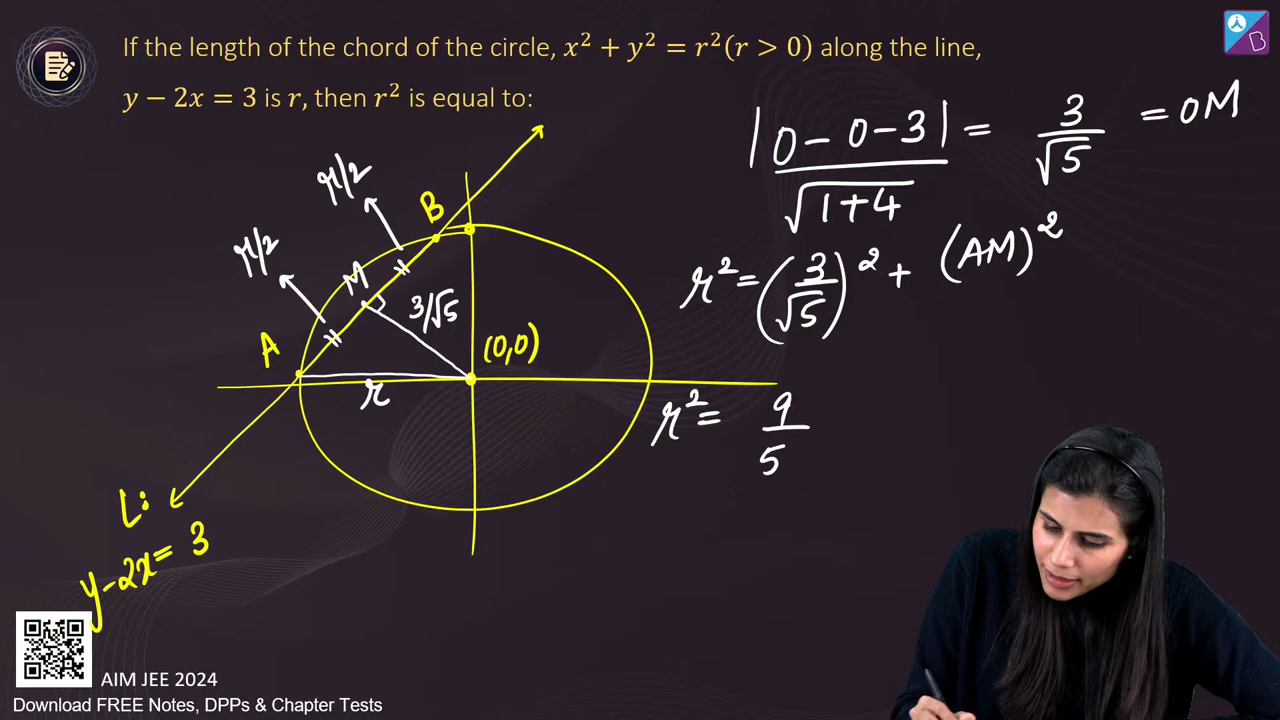 If the length of the chord of the circle, x² + y² = r²(r > 0) along the line,
y − 2x = 3 is r, then r² is equal to:
|0 - 0 - 3| / √1+4 = 3/√5 = OM
r² = (3/√5)² + (AM)²
r² = 9/5
r/2
r/2
B
M
A
3/√5
(0,0)
r
L:
y-2x = 3
AIM JEE 2024
Download FREE Notes, DPPs & Chapter Tests
B